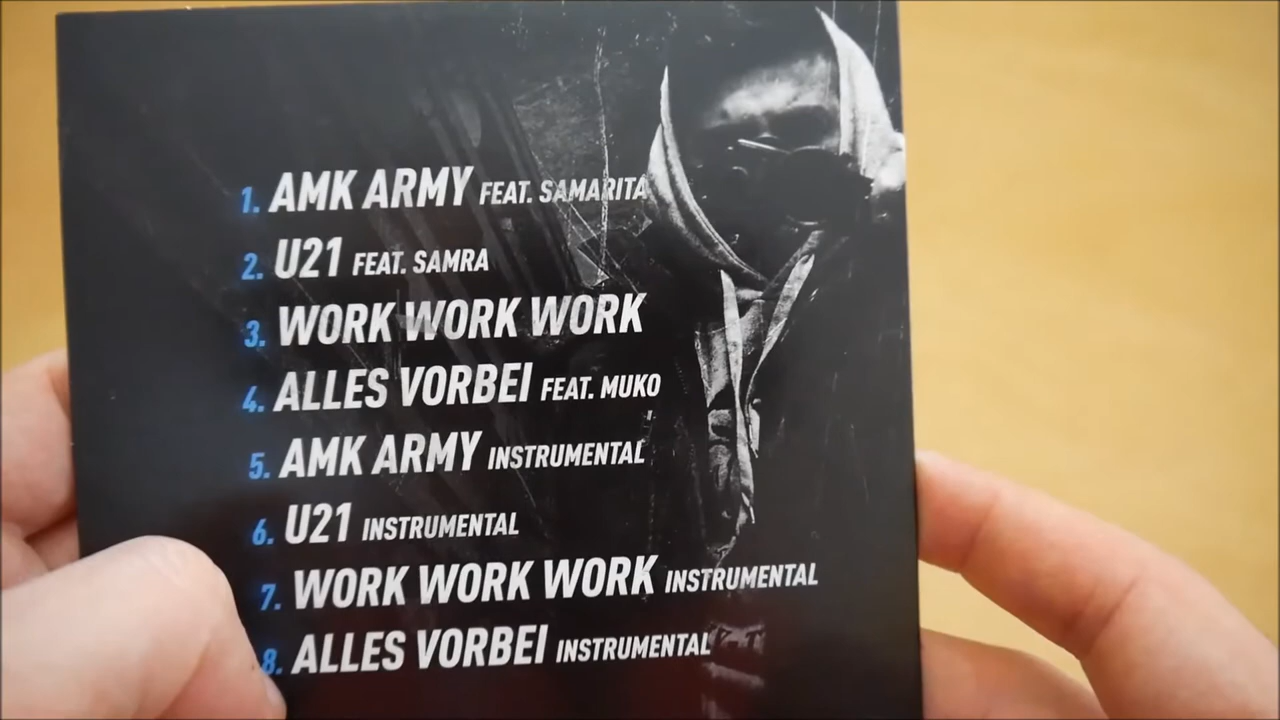 1. AMK ARMY FEAT. SAMARITA
2. U21 FEAT. SAMRA
3. WORK WORK WORK
4. ALLES VORBEI FEAT. MUKO
5. AMK ARMY INSTRUMENTAL
6. U21 INSTRUMENTAL
7. WORK WORK WORK INSTRUMENTAL
8. ALLES VORBEI INSTRUMENTAL